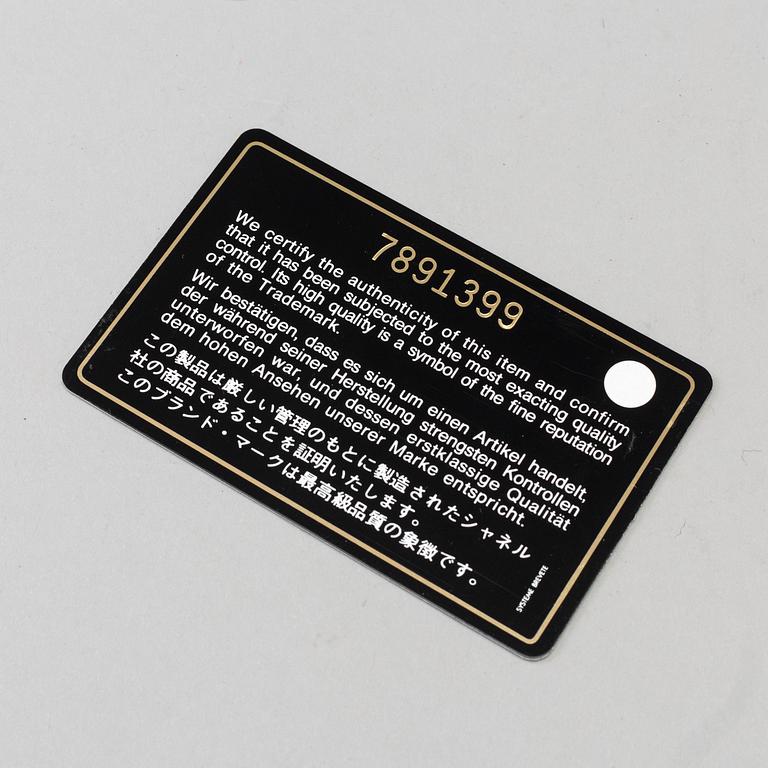 7891399
We certify the authenticity of this item and confirm
that it has been subjected to the most exacting quality
control. Its high quality is a symbol of the fine reputation
of the Trademark.
Wir bestätigen, dass es sich um einen Artikel handelt,
der während seiner Herstellung strengsten Kontrollen
unterworfen war, und dessen erstklassige Qualität
dem hohen Ansehen unserer Marke entspricht.
この製品は厳しい管理のもとに製造されたシャネル
社の商品であることを証明いたします。
このブランド・マークは最高級品質の象徴です。
SYSTEME BREVETE